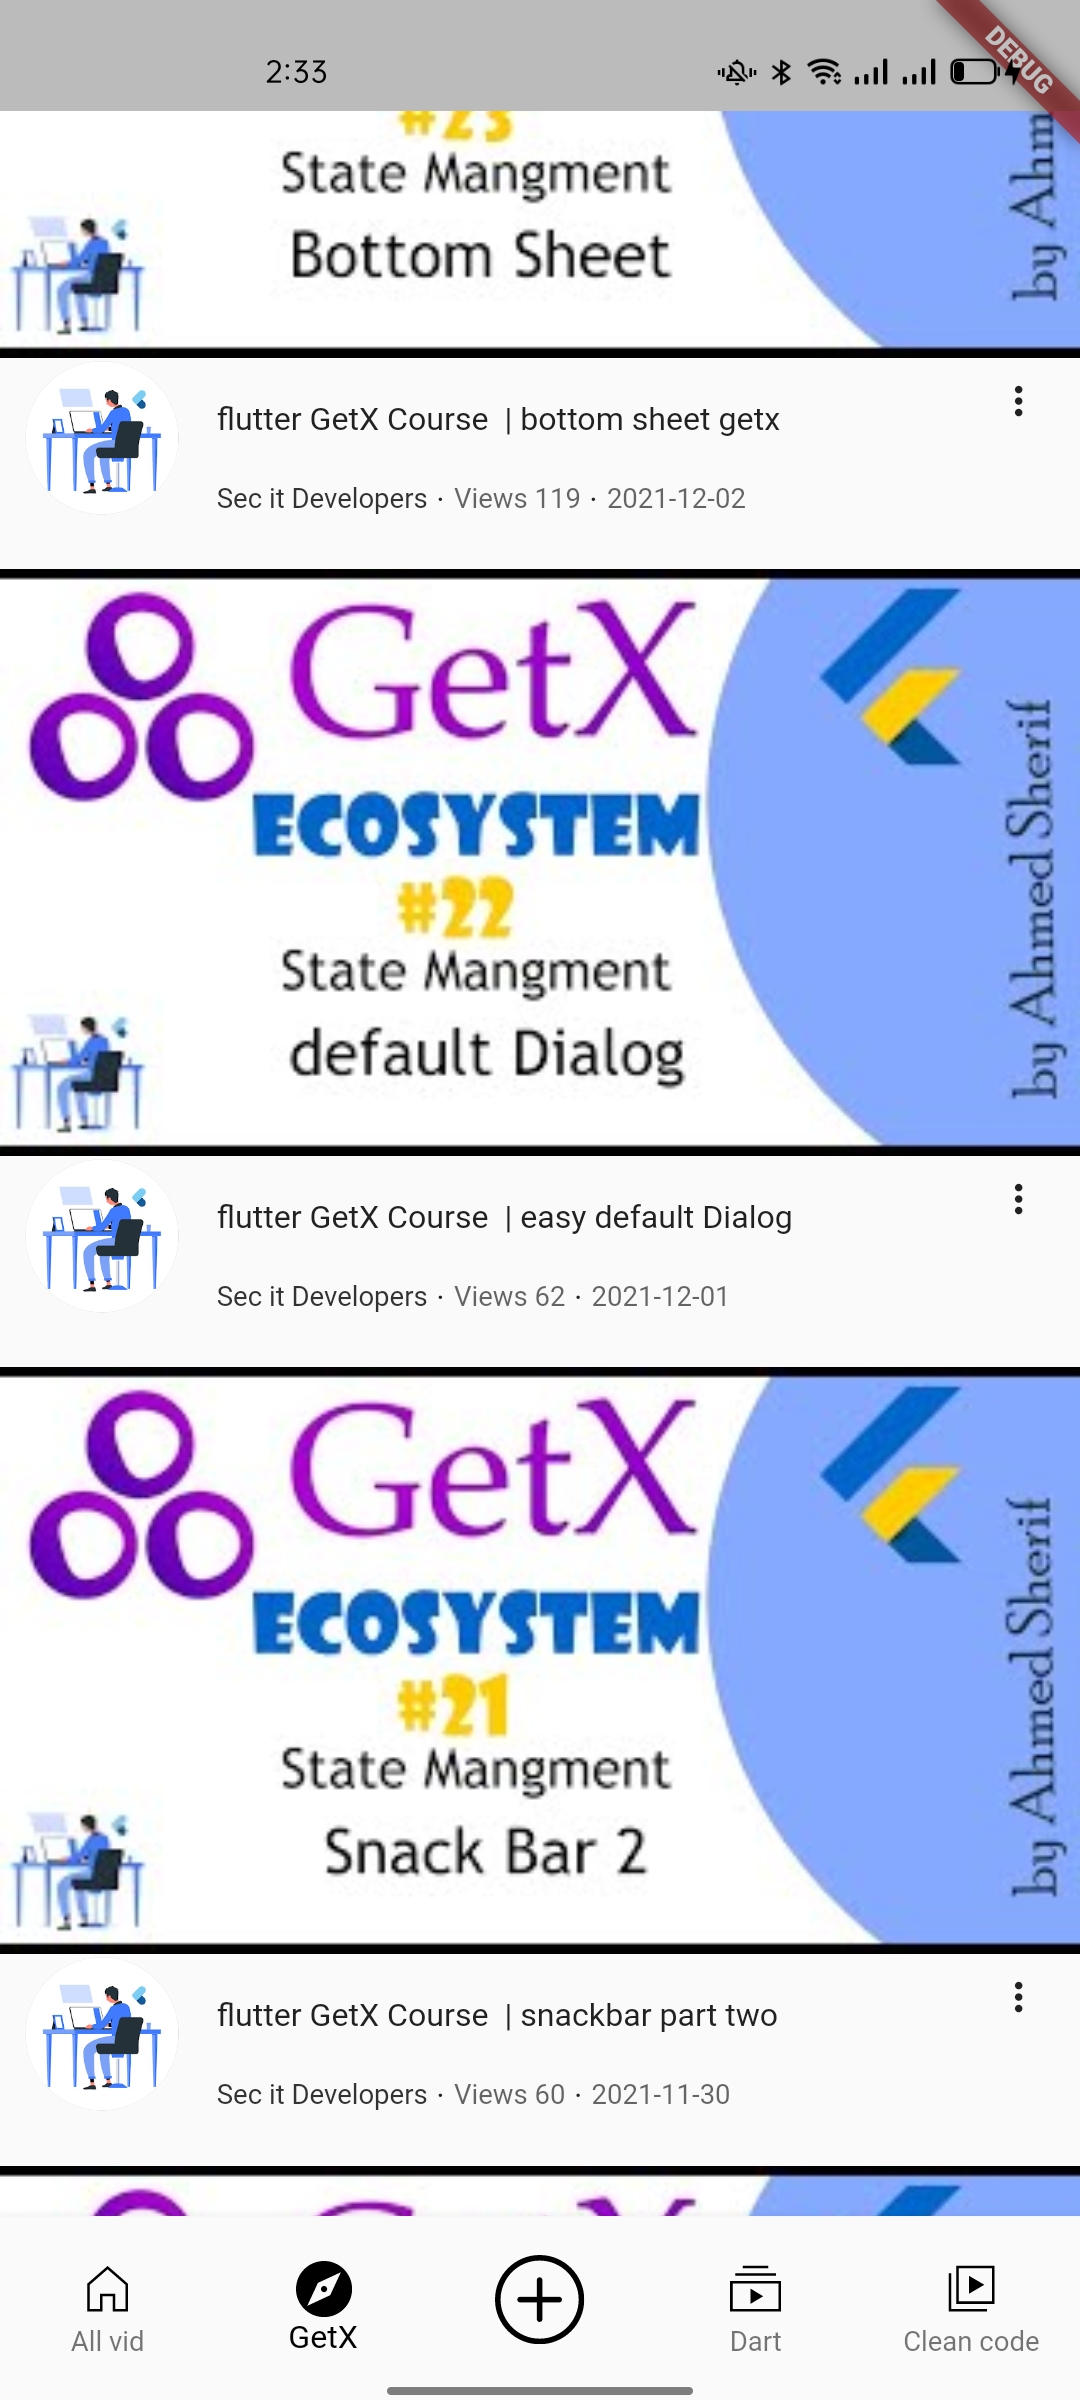 2:33
DEBUG
#23
State Mangment
Bottom Sheet
by Ahm
flutter GetX Course | bottom sheet getx
Sec it Developers · Views 119 · 2021-12-02
GetX
ECOSYSTEM
#22
State Mangment
default Dialog
by Ahmed Sherif
flutter GetX Course | easy default Dialog
Sec it Developers · Views 62 · 2021-12-01
GetX
ECOSYSTEM
#21
State Mangment
Snack Bar 2
by Ahmed Sherif
flutter GetX Course | snackbar part two
Sec it Developers · Views 60 · 2021-11-30
All vid
GetX
Dart
Clean code